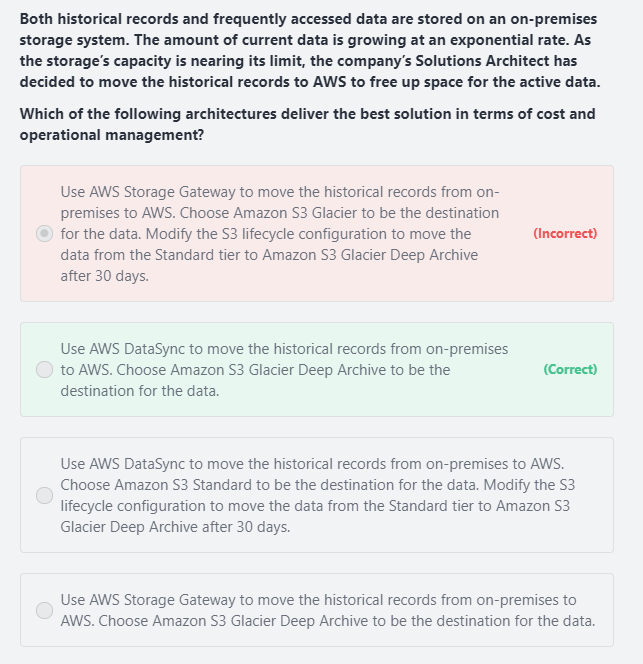 Both historical records and frequently accessed data are stored on an on-premises
storage system. The amount of current data is growing at an exponential rate. As
the storage's capacity is nearing its limit, the company's Solutions Architect has
decided to move the historical records to AWS to free up space for the active data.
Which of the following architectures deliver the best solution in terms of cost and
operational management?
Use AWS Storage Gateway to move the historical records from on-
premises to AWS. Choose Amazon S3 Glacier to be the destination
for the data. Modify the S3 lifecycle configuration to move the
data from the Standard tier to Amazon S3 Glacier Deep Archive
after 30 days.
(Incorrect)
Use AWS DataSync to move the historical records from on-premises
to AWS. Choose Amazon S3 Glacier Deep Archive to be the
destination for the data.
(Correct)
Use AWS DataSync to move the historical records from on-premises to AWS.
Choose Amazon S3 Standard to be the destination for the data. Modify the S3
lifecycle configuration to move the data from the Standard tier to Amazon S3
Glacier Deep Archive after 30 days.
Use AWS Storage Gateway to move the historical records from on-premises to
AWS. Choose Amazon S3 Glacier Deep Archive to be the destination for the data.